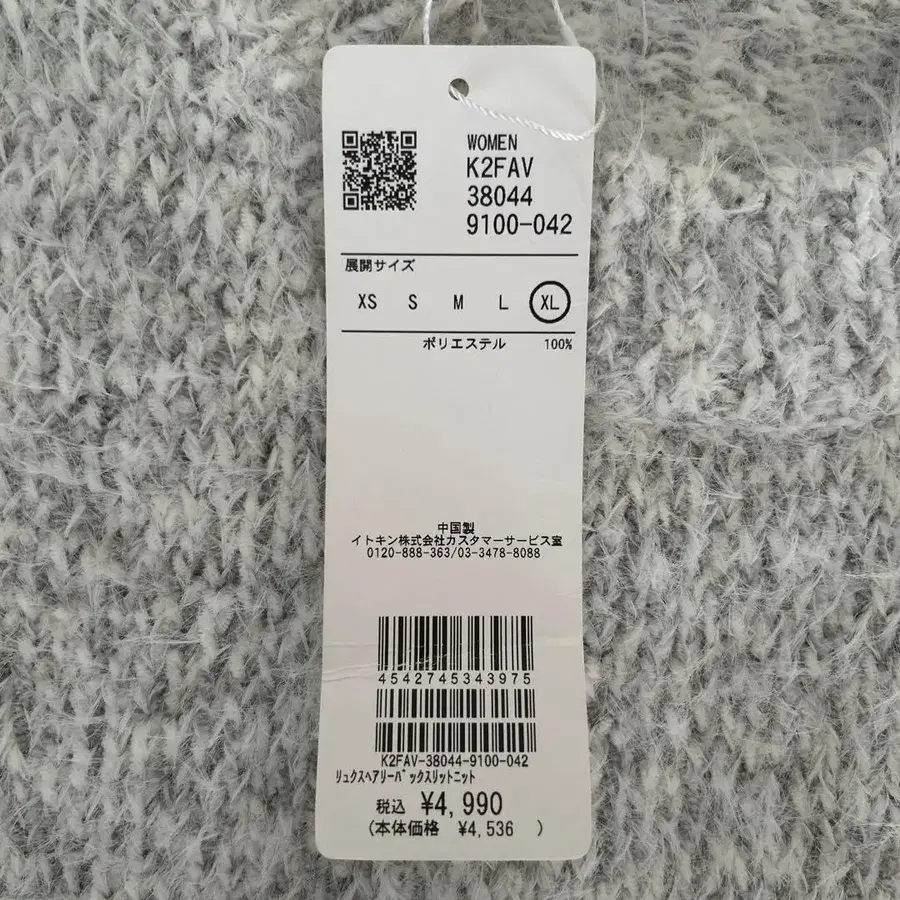 WOMEN
K2FAV
38044
9100-042
展開サイズ
XS S M L XL
ポリエステル 100%
中国製
イトキン株式会社カスタマーサービス室
0120-888-363/03-3478-8088
4542745343975
K2FAV-38044-9100-042
リュクスヘアリーバックスリットニット
税込 ¥4,990
(本体価格 ¥4,536 )